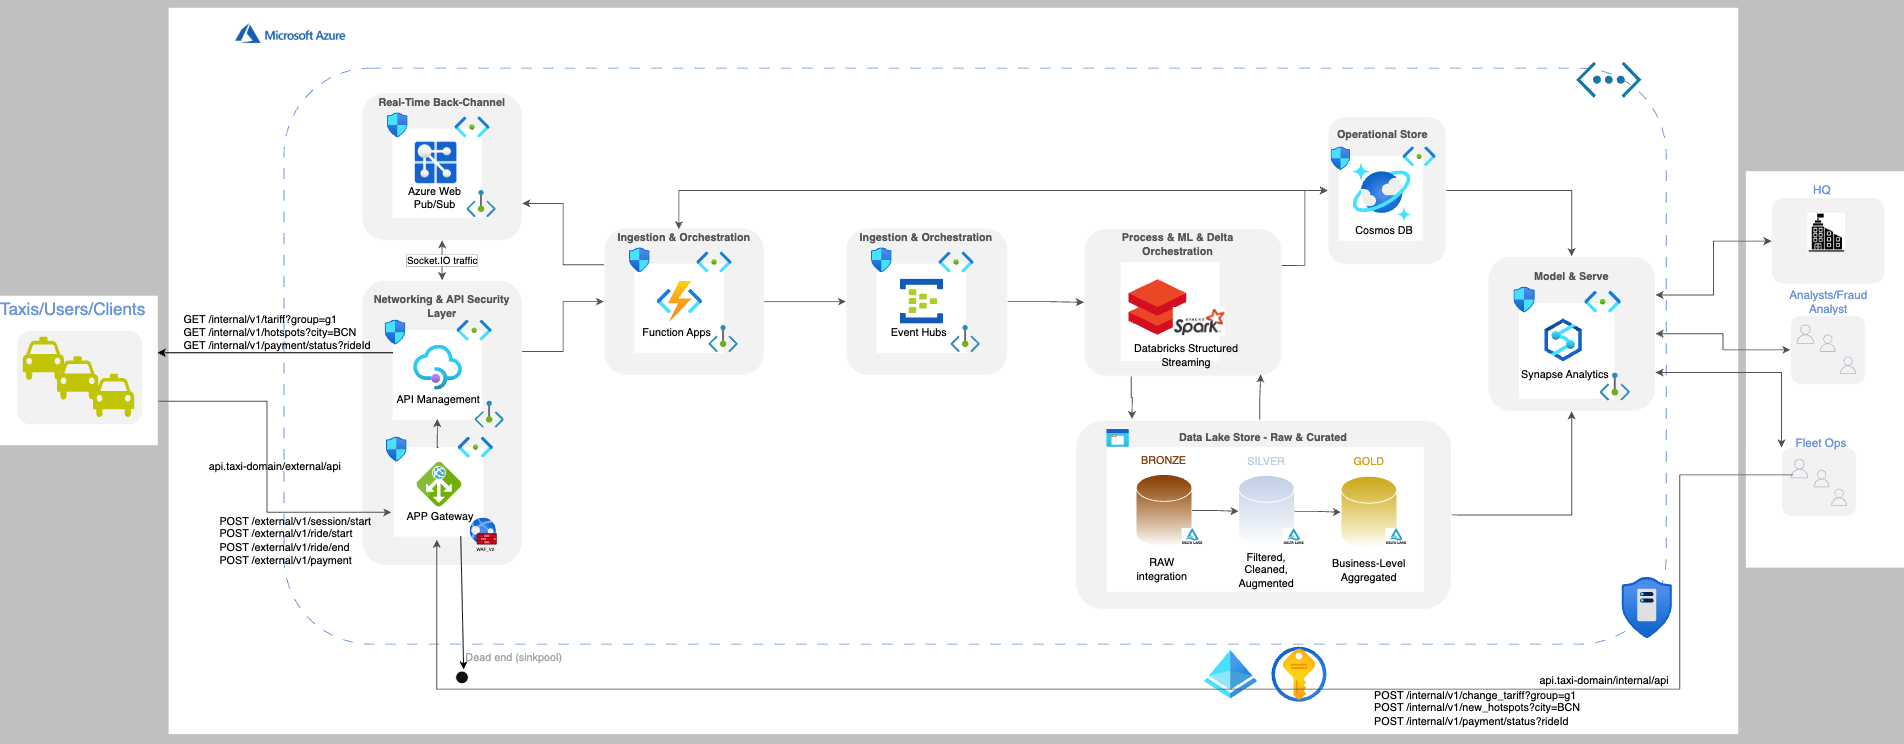 Microsoft Azure
Real-Time Back-Channel
Azure Web
Pub/Sub
Socket.IO traffic
Networking & API Security
Layer
API Management
APP Gateway
WAF_V2
Taxis/Users/Clients
GET /internal/v1/tariff?group=g1
GET /internal/v1/hotspots?city=BCN
GET /internal/v1/payment/status?rideId
api.taxi-domain/external/api
POST /external/v1/session/start
POST /external/v1/ride/start
POST /external/v1/ride/end
POST /external/v1/payment
Dead end (sinkpool)
Ingestion & Orchestration
Function Apps
Ingestion & Orchestration
Event Hubs
Process & ML & Delta
Orchestration
APACHE
Spark
Databricks Structured
Streaming
Operational Store
Cosmos DB
Data Lake Store - Raw & Curated
BRONZE
SILVER
GOLD
DELTA LAKE
DELTA LAKE
DELTA LAKE
RAW
integration
Filtered,
Cleaned,
Augmented
Business-Level
Aggregated
Model & Serve
Synapse Analytics
HQ
Analysts/Fraud
Analyst
Fleet Ops
api.taxi-domain/internal/api
POST /internal/v1/change_tariff?group=g1
POST /internal/v1/new_hotspots?city=BCN
POST /internal/v1/payment/status?rideId